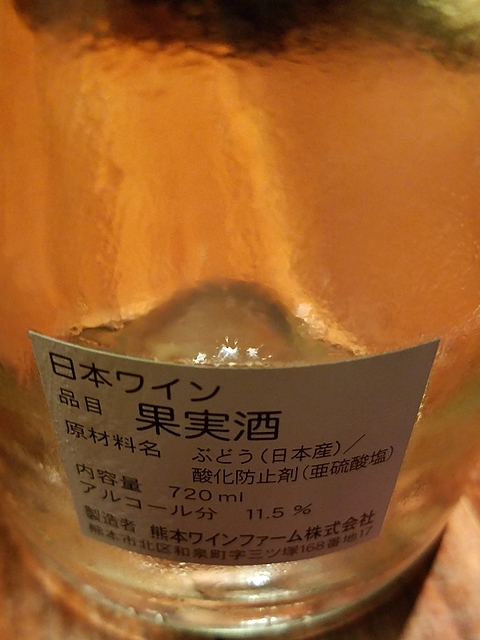 日本ワイン
品目 果実酒
原材料名 ぶどう(日本産)/
酸化防止剤(亜硫酸塩)
内容量 720ml
アルコール分 11.5%
製造者 熊本ワインファーム株式会社
熊本市北区和泉町字三ツ塚168番地17